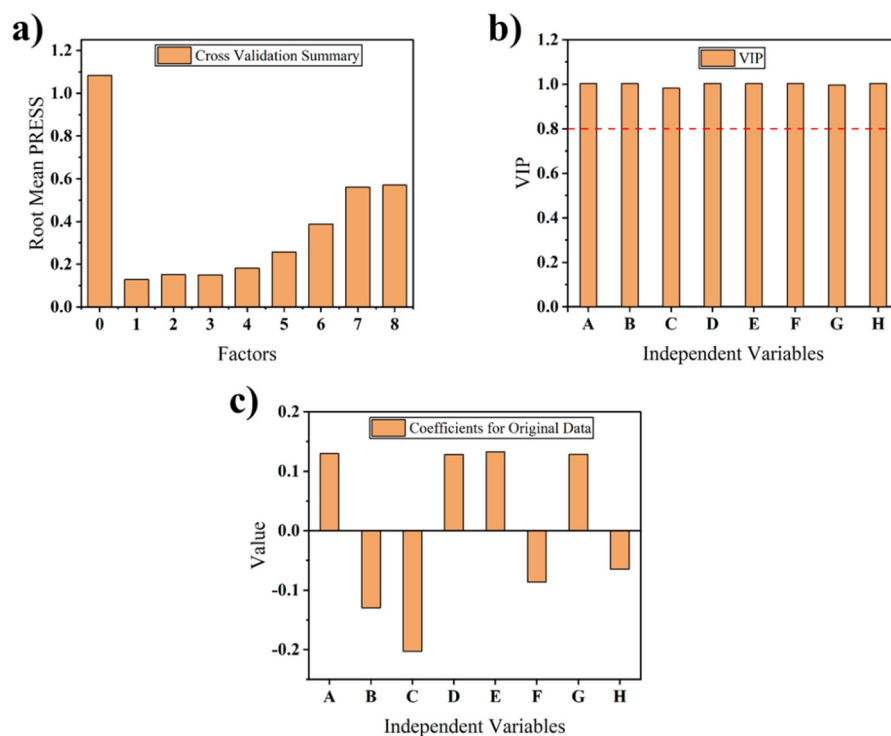 a)
Cross Validation Summary
1.2
1.0
0.8
0.6
0.4
0.2
0.0
Root Mean PRESS
0 1 2 3 4 5 6 7 8
Factors
b)
VIP
1.2
1.0
0.8
0.6
0.4
0.2
0.0
VIP
A B C D E F G H
Independent Variables
c)
Coefficients for Original Data
0.2
0.1
0.0
-0.1
-0.2
Value
A B C D E F G H
Independent Variables